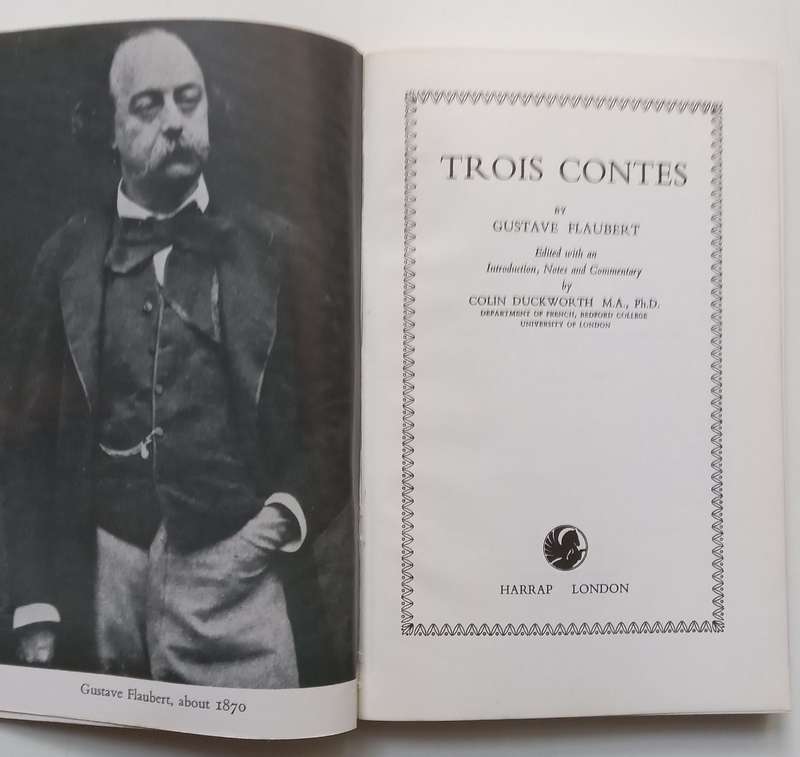 Gustave Flaubert, about 1870
TROIS CONTES
BY
GUSTAVE FLAUBERT
Edited with an
Introduction, Notes and Commentary
by
COLIN DUCKWORTH M.A., Ph.D.
DEPARTMENT OF FRENCH, BEDFORD COLLEGE
UNIVERSITY OF LONDON
HARRAP LONDON